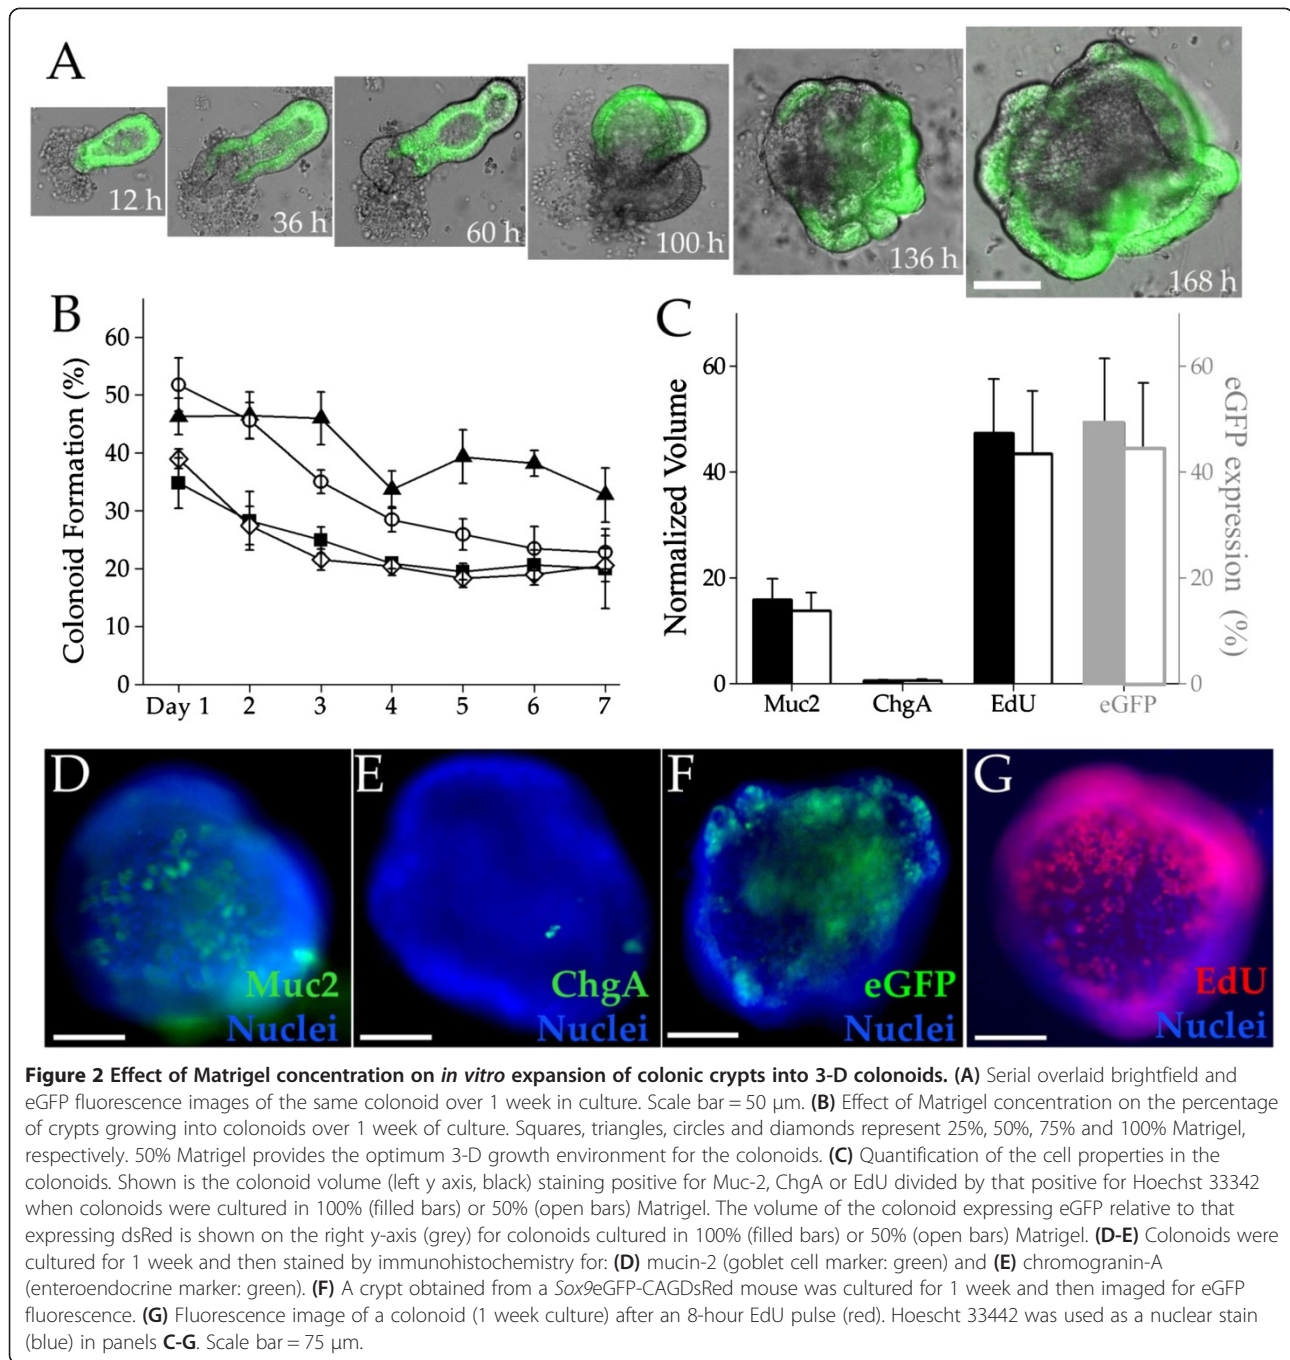 A
12 h
36 h
60 h
100 h
136 h
168 h
B
Colonoid Formation (%)
60
50
40
30
20
10
0
Day 1 2 3 4 5 6 7
C
Normalized Volume
60
40
20
0
eGFP expression (%)
60
40
20
0
Muc2 ChgA EdU eGFP
D
Muc2
Nuclei
E
ChgA
Nuclei
F
eGFP
Nuclei
G
EdU
Nuclei
Figure 2 Effect of Matrigel concentration on in vitro expansion of colonic crypts into 3-D colonoids. (A) Serial overlaid brightfield and
eGFP fluorescence images of the same colonoid over 1 week in culture. Scale bar = 50 μm. (B) Effect of Matrigel concentration on the percentage
of crypts growing into colonoids over 1 week of culture. Squares, triangles, circles and diamonds represent 25%, 50%, 75% and 100% Matrigel,
respectively. 50% Matrigel provides the optimum 3-D growth environment for the colonoids. (C) Quantification of the cell properties in the
colonoids. Shown is the colonoid volume (left y axis, black) staining positive for Muc-2, ChgA or EdU divided by that positive for Hoechst 33342
when colonoids were cultured in 100% (filled bars) or 50% (open bars) Matrigel. The volume of the colonoid expressing eGFP relative to that
expressing dsRed is shown on the right y-axis (grey) for colonoids cultured in 100% (filled bars) or 50% (open bars) Matrigel. (D-E) Colonoids were
cultured for 1 week and then stained by immunohistochemistry for: (D) mucin-2 (goblet cell marker: green) and (E) chromogranin-A
(enteroendocrine marker: green). (F) A crypt obtained from a Sox9eGFP-CAGDsRed mouse was cultured for 1 week and then imaged for eGFP
fluorescence. (G) Fluorescence image of a colonoid (1 week culture) after an 8-hour EdU pulse (red). Hoescht 33442 was used as a nuclear stain
(blue) in panels C-G. Scale bar = 75 μm.